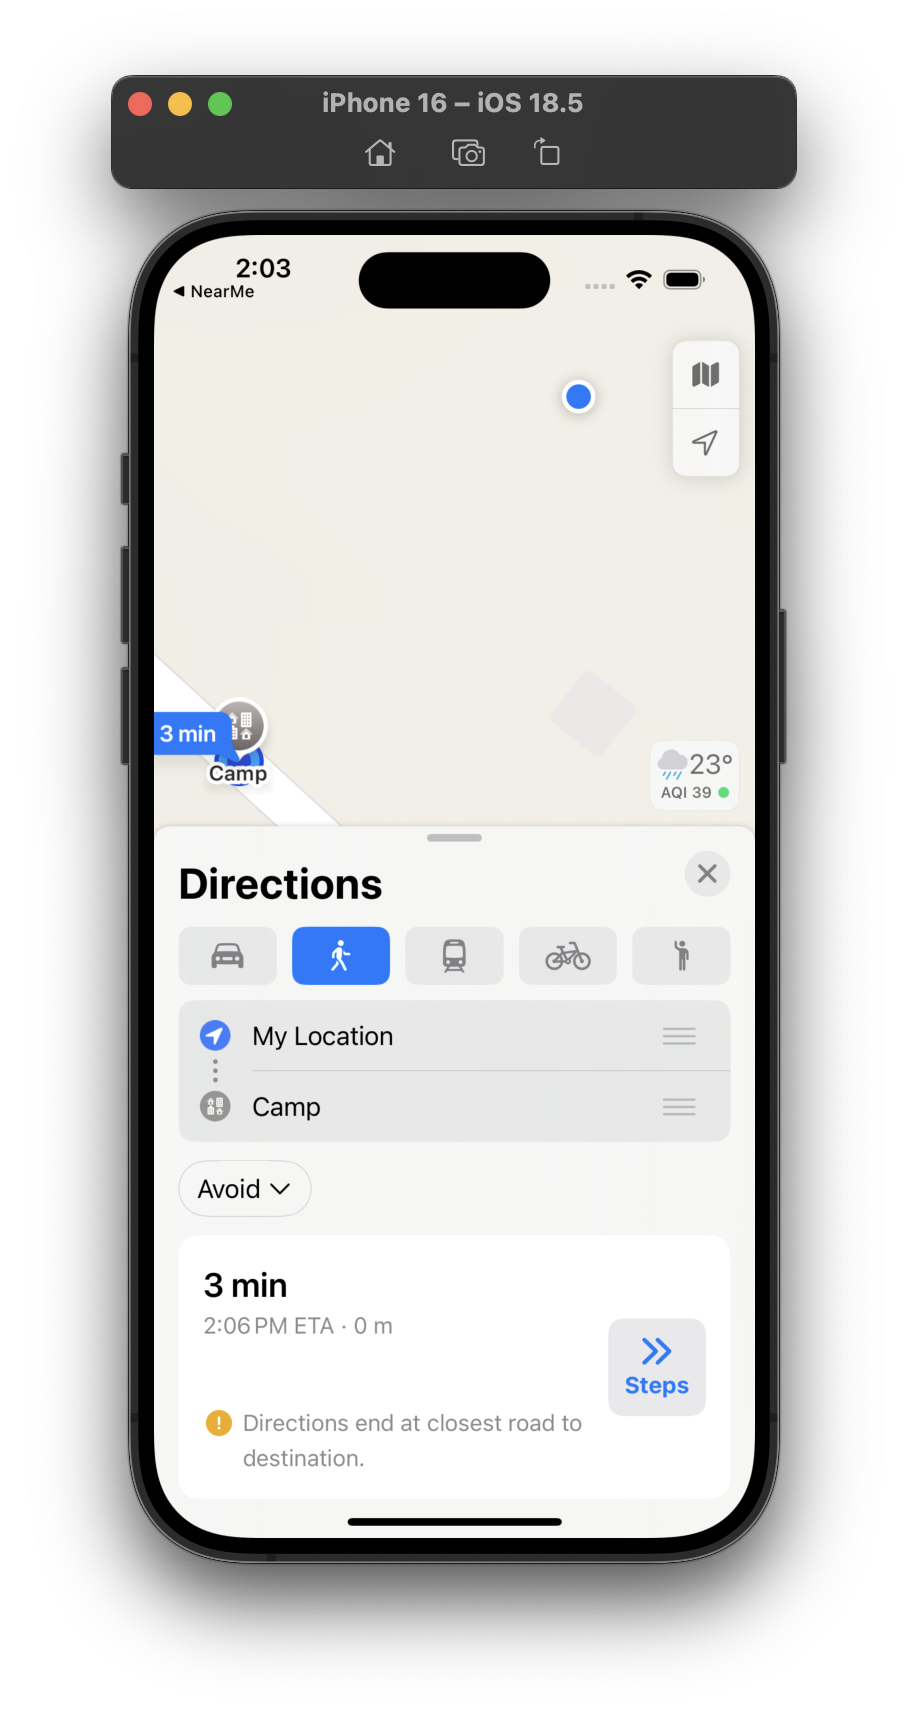 iPhone 16 – iOS 18.5
2:03
◀ NearMe
3 min
Camp
23°
AQI 39
Directions
My Location
Camp
Avoid
3 min
2:06 PM ETA · 0 m
Steps
Directions end at closest road to
destination.